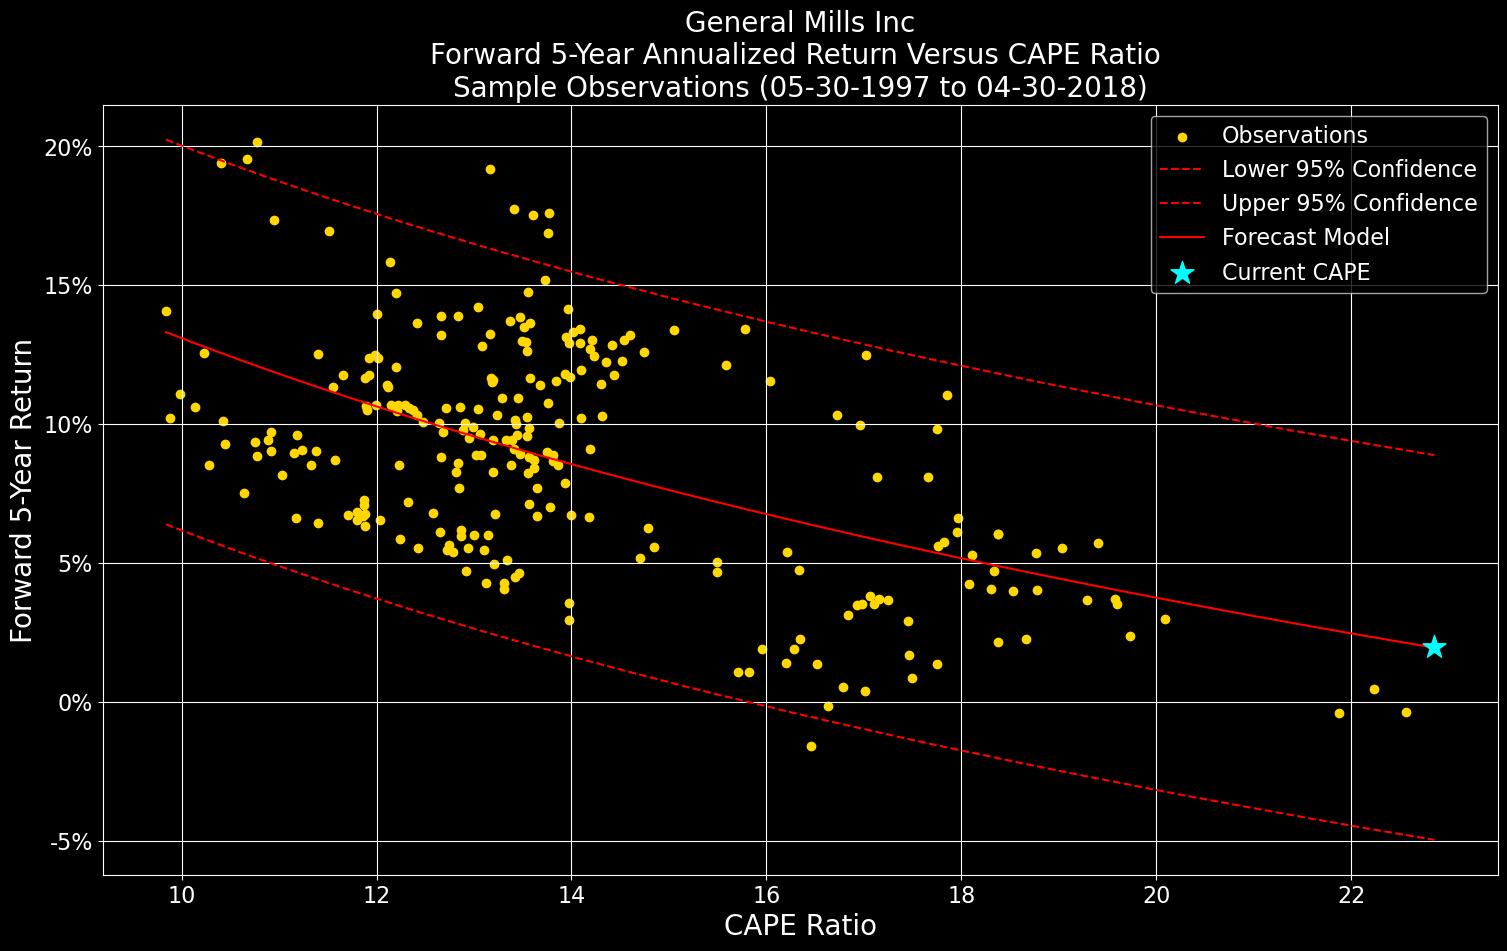 General Mills Inc
Forward 5-Year Annualized Return Versus CAPE Ratio
Sample Observations (05-30-1997 to 04-30-2018)
Observations
Lower 95% Confidence
Upper 95% Confidence
Forecast Model
Current CAPE
Forward 5-Year Return
20%
15%
10%
5%
0%
-5%
10 12 14 16 18 20 22
CAPE Ratio